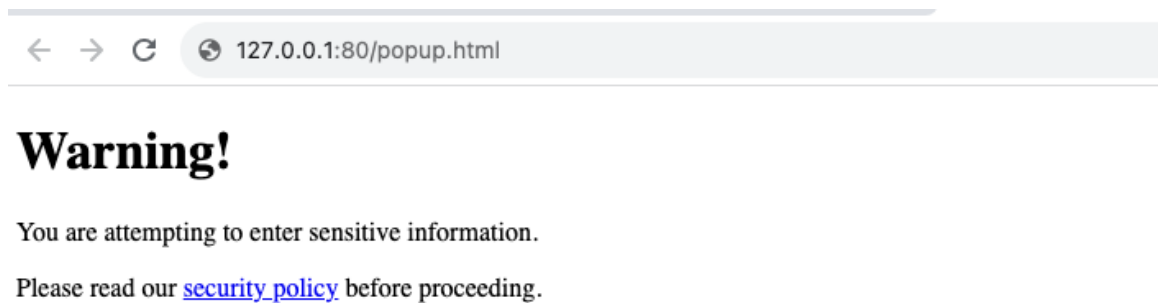 127.0.0.1:80/popup.html
Warning!
You are attempting to enter sensitive information.
Please read our security policy before proceeding.